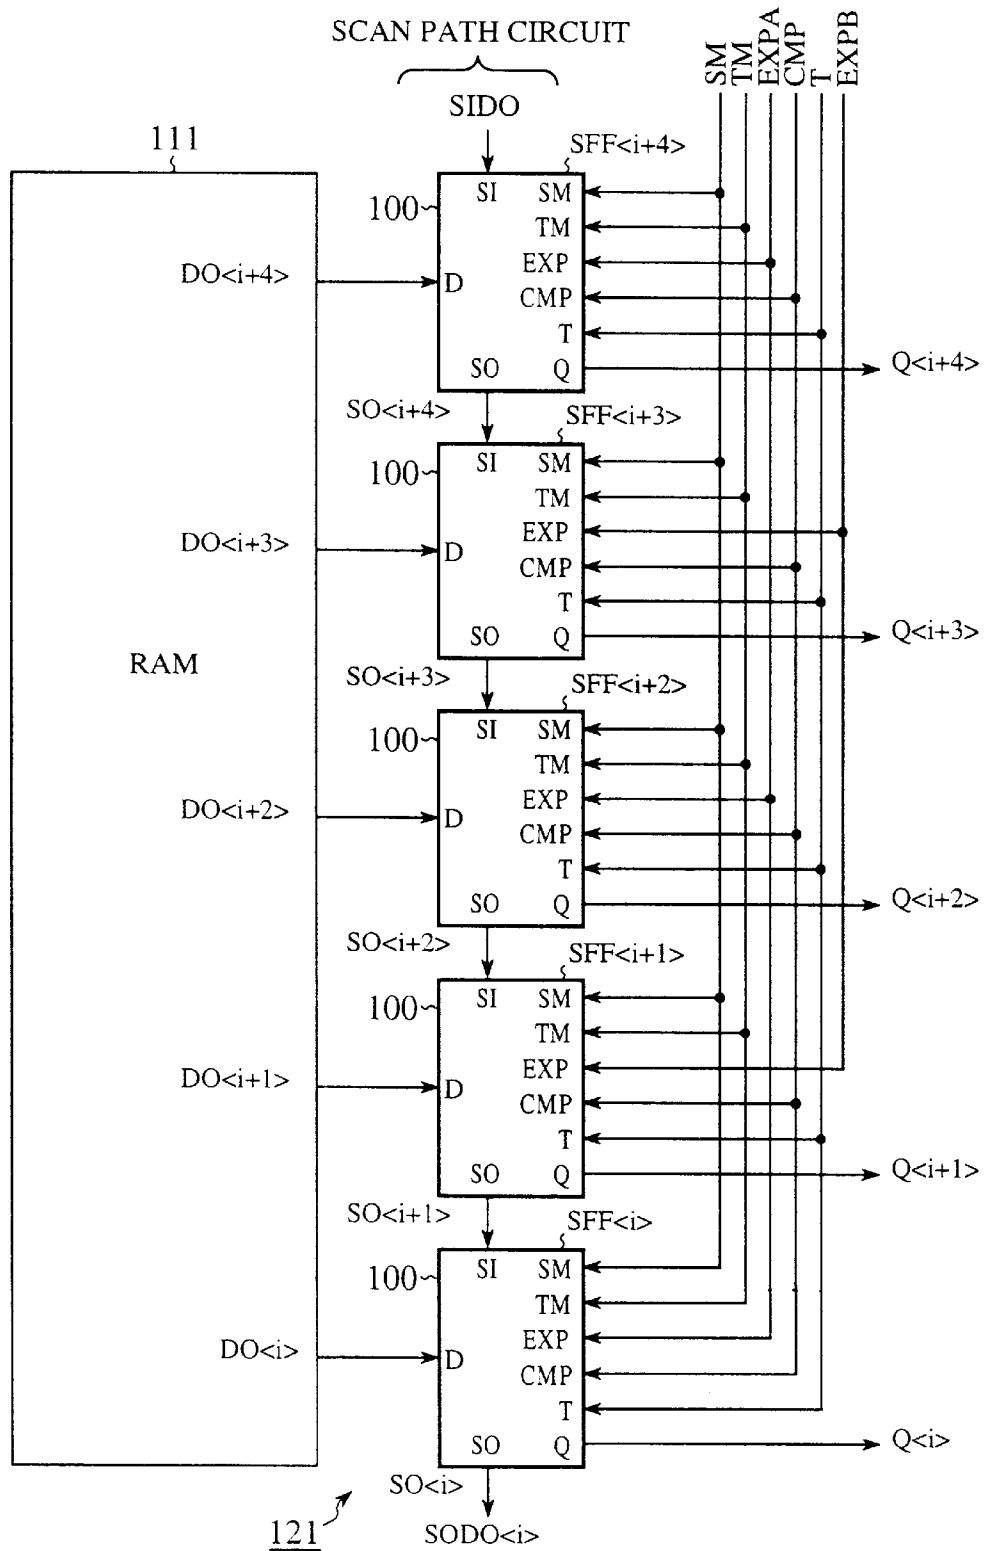 SCAN PATH CIRCUIT
SIDO
SM
TM
EXPA
CMP
T
EXPB
111
SFF<i+4>
100
SI SM
TM
EXP
DO<i+4>
D
CMP
T
SO Q
Q<i+4>
SO<i+4>
SFF<i+3>
100
SI SM
TM
EXP
DO<i+3>
D
CMP
T
SO Q
Q<i+3>
RAM
SO<i+3>
SFF<i+2>
100
SI SM
TM
EXP
DO<i+2>
D
CMP
T
SO Q
Q<i+2>
SO<i+2>
SFF<i+1>
100
SI SM
TM
EXP
DO<i+1>
D
CMP
T
SO Q
Q<i+1>
SO<i+1>
SFF<i>
100
SI SM
TM
EXP
DO<i>
D
CMP
T
SO Q
Q<i>
SO<i>
121
SODO<i>